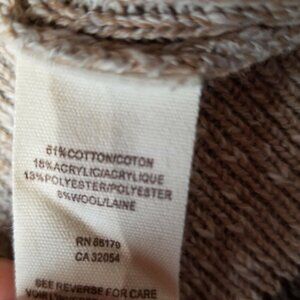 61%COTTON/COTON
18%ACRYLIC/ACRYLIQUE
13%POLYESTER/POLYESTER
8%WOOL/LAINE
RN 86179
CA 32054
SEE REVERSE FOR CARE